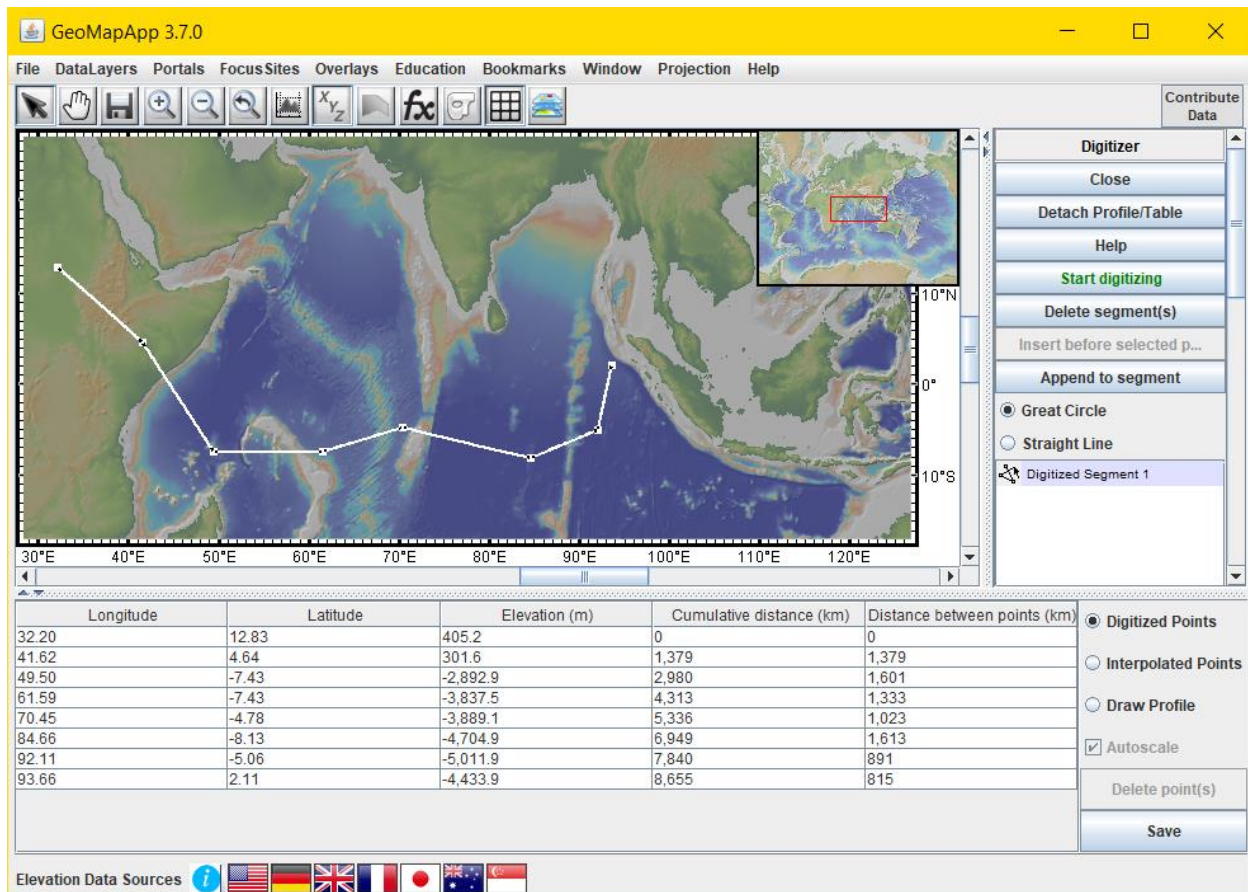 GeoMapApp 3.7.0
File DataLayers Portals FocusSites Overlays Education Bookmarks Window Projection Help
XYZ fx
Contribute Data
10°N
0°
10°S
30°E 40°E 50°E 60°E 70°E 80°E 90°E 100°E 110°E 120°E
Digitizer
Close
Detach Profile/Table
Help
Start digitizing
Delete segment(s)
Insert before selected p...
Append to segment
Great Circle
Straight Line
Digitized Segment 1
Longitude Latitude Elevation (m) Cumulative distance (km) Distance between points (km)
32.20 12.83 405.2 0 0
41.62 4.64 301.6 1,379 1,379
49.50 -7.43 -2,892.9 2,980 1,601
61.59 -7.43 -3,837.5 4,313 1,333
70.45 -4.78 -3,889.1 5,336 1,023
84.66 -8.13 -4,704.9 6,949 1,613
92.11 -5.06 -5,011.9 7,840 891
93.66 2.11 -4,433.9 8,655 815
Digitized Points
Interpolated Points
Draw Profile
Autoscale
Delete point(s)
Save
Elevation Data Sources i